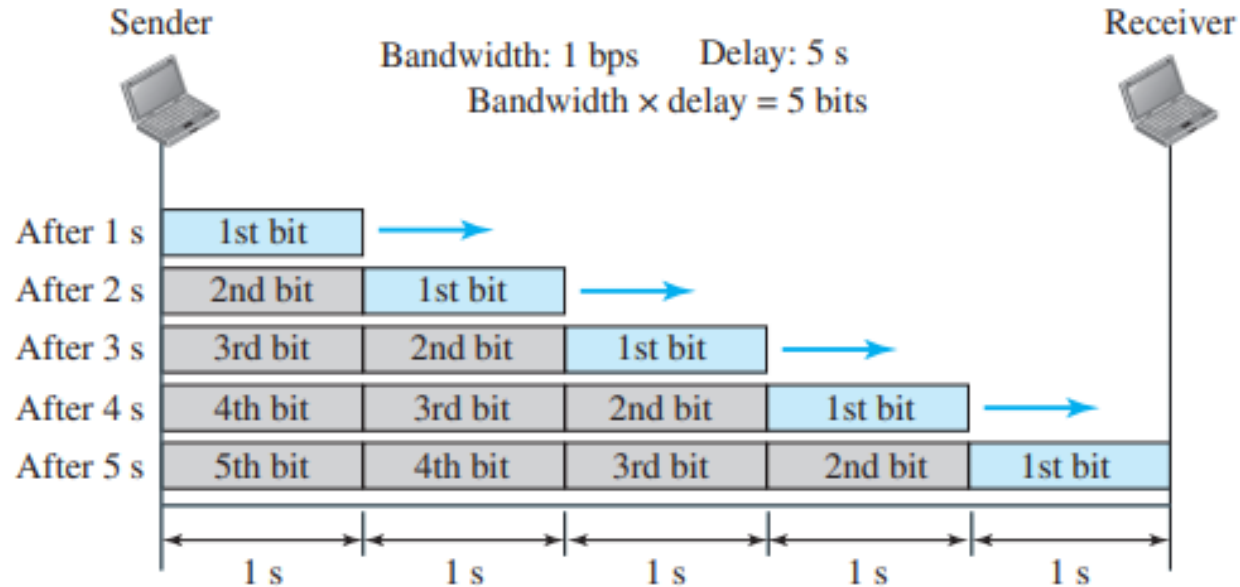 Sender
Receiver
Bandwidth: 1 bps Delay: 5 s
Bandwidth × delay = 5 bits
After 1 s 1st bit
After 2 s 2nd bit 1st bit
After 3 s 3rd bit 2nd bit 1st bit
After 4 s 4th bit 3rd bit 2nd bit 1st bit
After 5 s 5th bit 4th bit 3rd bit 2nd bit 1st bit
1 s 1 s 1 s 1 s 1 s